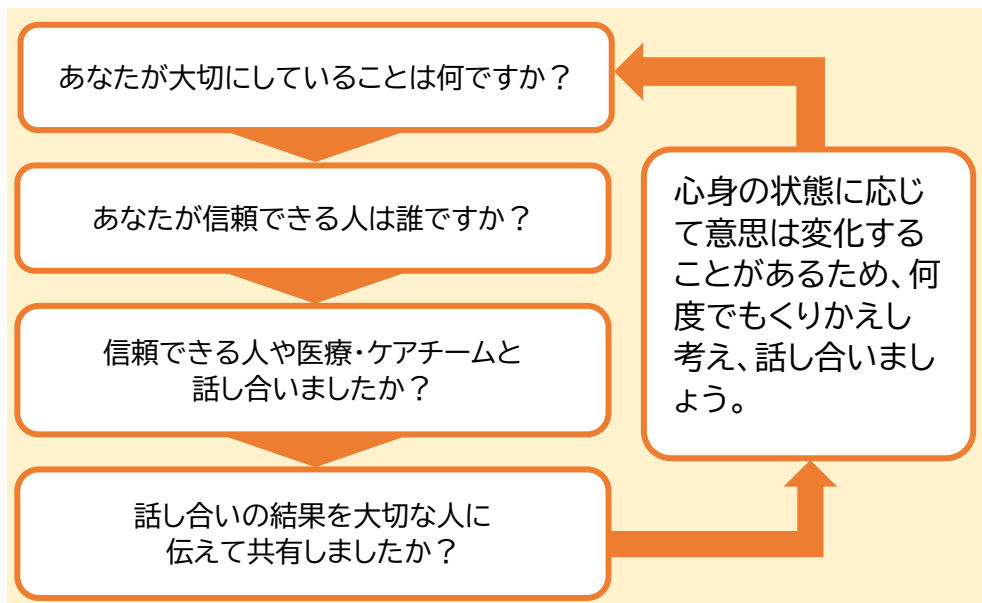 あなたが大切にしていることは何ですか？
あなたが信頼できる人は誰ですか？
信頼できる人や医療・ケアチームと
話し合いましたか？
話し合いの結果を大切な人に
伝えて共有しましたか？
心身の状態に応じ
て意思は変化する
ことがあるため、何
度でもくりかえし
考え、話し合いまし
ょう。